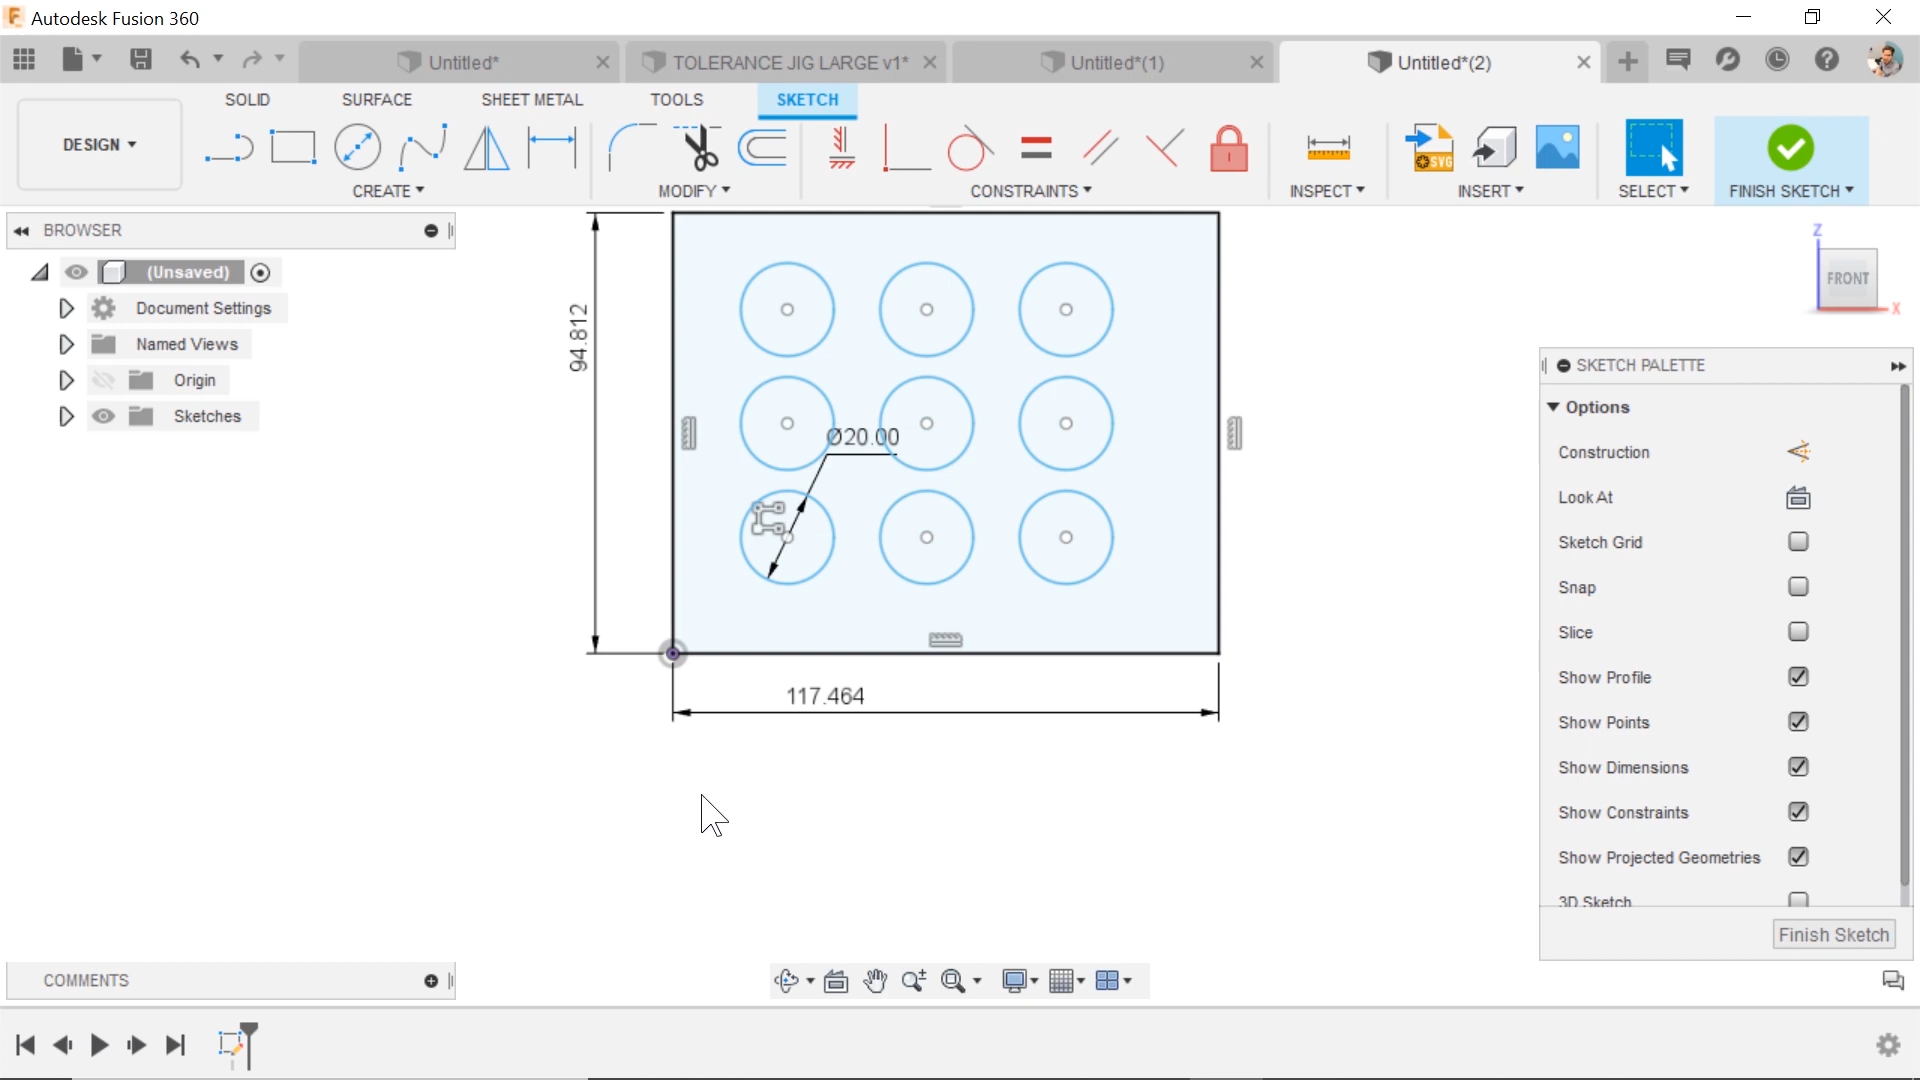 Autodesk Fusion 360
Untitled*
TOLERANCE JIG LARGE v1*
Untitled*(1)
Untitled*(2)
SOLID
SURFACE
SHEET METAL
TOOLS
SKETCH
DESIGN
CREATE
MODIFY
CONSTRAINTS
INSPECT
SVG
INSERT
SELECT
FINISH SKETCH
BROWSER
(Unsaved)
Document Settings
Named Views
Origin
Sketches
94.812
Ø20.00
117.464
Z
FRONT
X
SKETCH PALETTE
Options
Construction
Look At
Sketch Grid
Snap
Slice
Show Profile
Show Points
Show Dimensions
Show Constraints
Show Projected Geometries
3D Sketch
Finish Sketch
COMMENTS